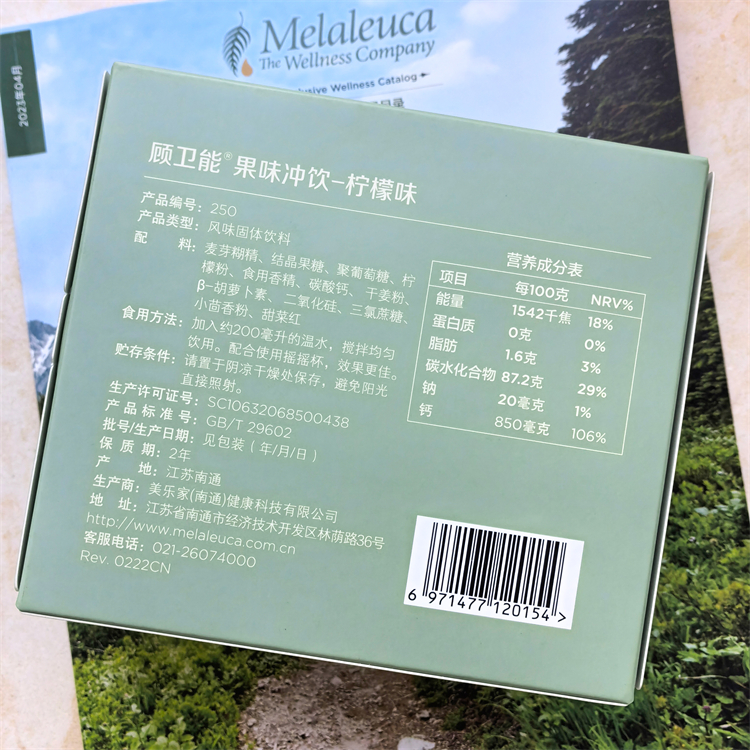 2023年04月
Melaleuca
The Wellness Company
usive Wellness Catalog
目录
顾卫能®果味冲饮-柠檬味
产品编号：250
产品类型：风味固体饮料
配 料：麦芽糊精、结晶果糖、聚葡萄糖、柠
檬粉、食用香精、碳酸钙、干姜粉、
β-胡萝卜素、二氧化硅、三氯蔗糖、
小茴香粉、甜菜红
食用方法：加入约200毫升的温水，搅拌均匀
饮用。配合使用摇摇杯，效果更佳。
贮存条件：请置于阴凉干燥处保存，避免阳光
直接照射。
生产许可证号：SC10632068500438
产品标准号：GB/T 29602
批号/生产日期：见包装（年/月/日）
保质期：2年
产 地：江苏南通
生产商：美乐家(南通)健康科技有限公司
地 址：江苏省南通市经济技术开发区林荫路36号
http://www.melaleuca.com.cn
客服电话：021-26074000
Rev. 0222CN
营养成分表
项目 每100克 NRV%
能量 1542千焦 18%
蛋白质 0克 0%
脂肪 1.6克 3%
碳水化合物 87.2克 29%
钠 20毫克 1%
钙 850毫克 106%
6 971477 120154 >